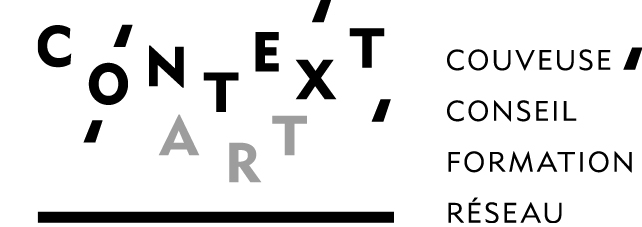 CONTEXT
ART
COUVEUSE
CONSEIL
FORMATION
RÉSEAU